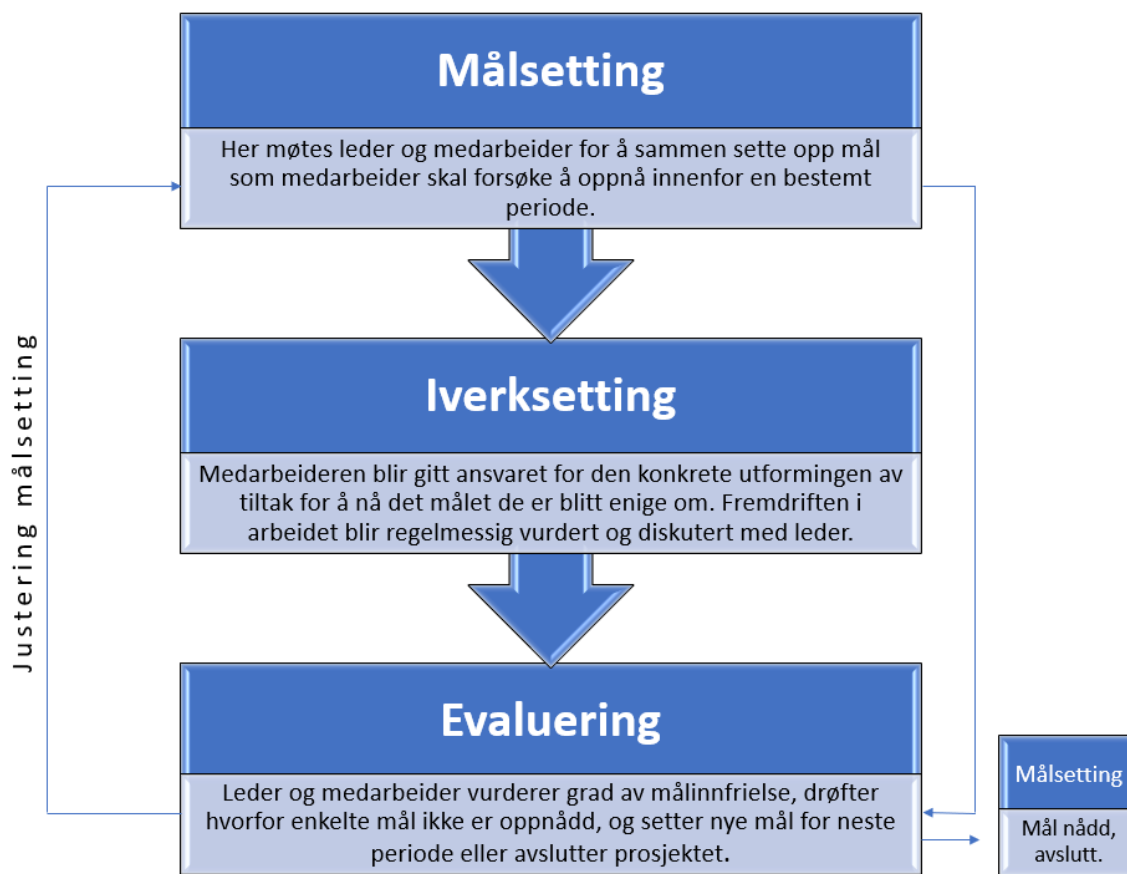 Målsetting
Her møtes leder og medarbeider for å sammen sette opp mål
som medarbeider skal forsøke å oppnå innenfor en bestemt
periode.
Justering målsetting
Iverksetting
Medarbeideren blir gitt ansvaret for den konkrete utformingen av
tiltak for å nå det målet de er blitt enige om. Fremdriften i
arbeidet blir regelmessig vurdert og diskutert med leder.
Evaluering
Leder og medarbeider vurderer grad av målinnfrielse, drøfter
hvorfor enkelte mål ikke er oppnådd, og setter nye mål for neste
periode eller avslutter prosjektet.
Målsetting
Mål nådd,
avslutt.